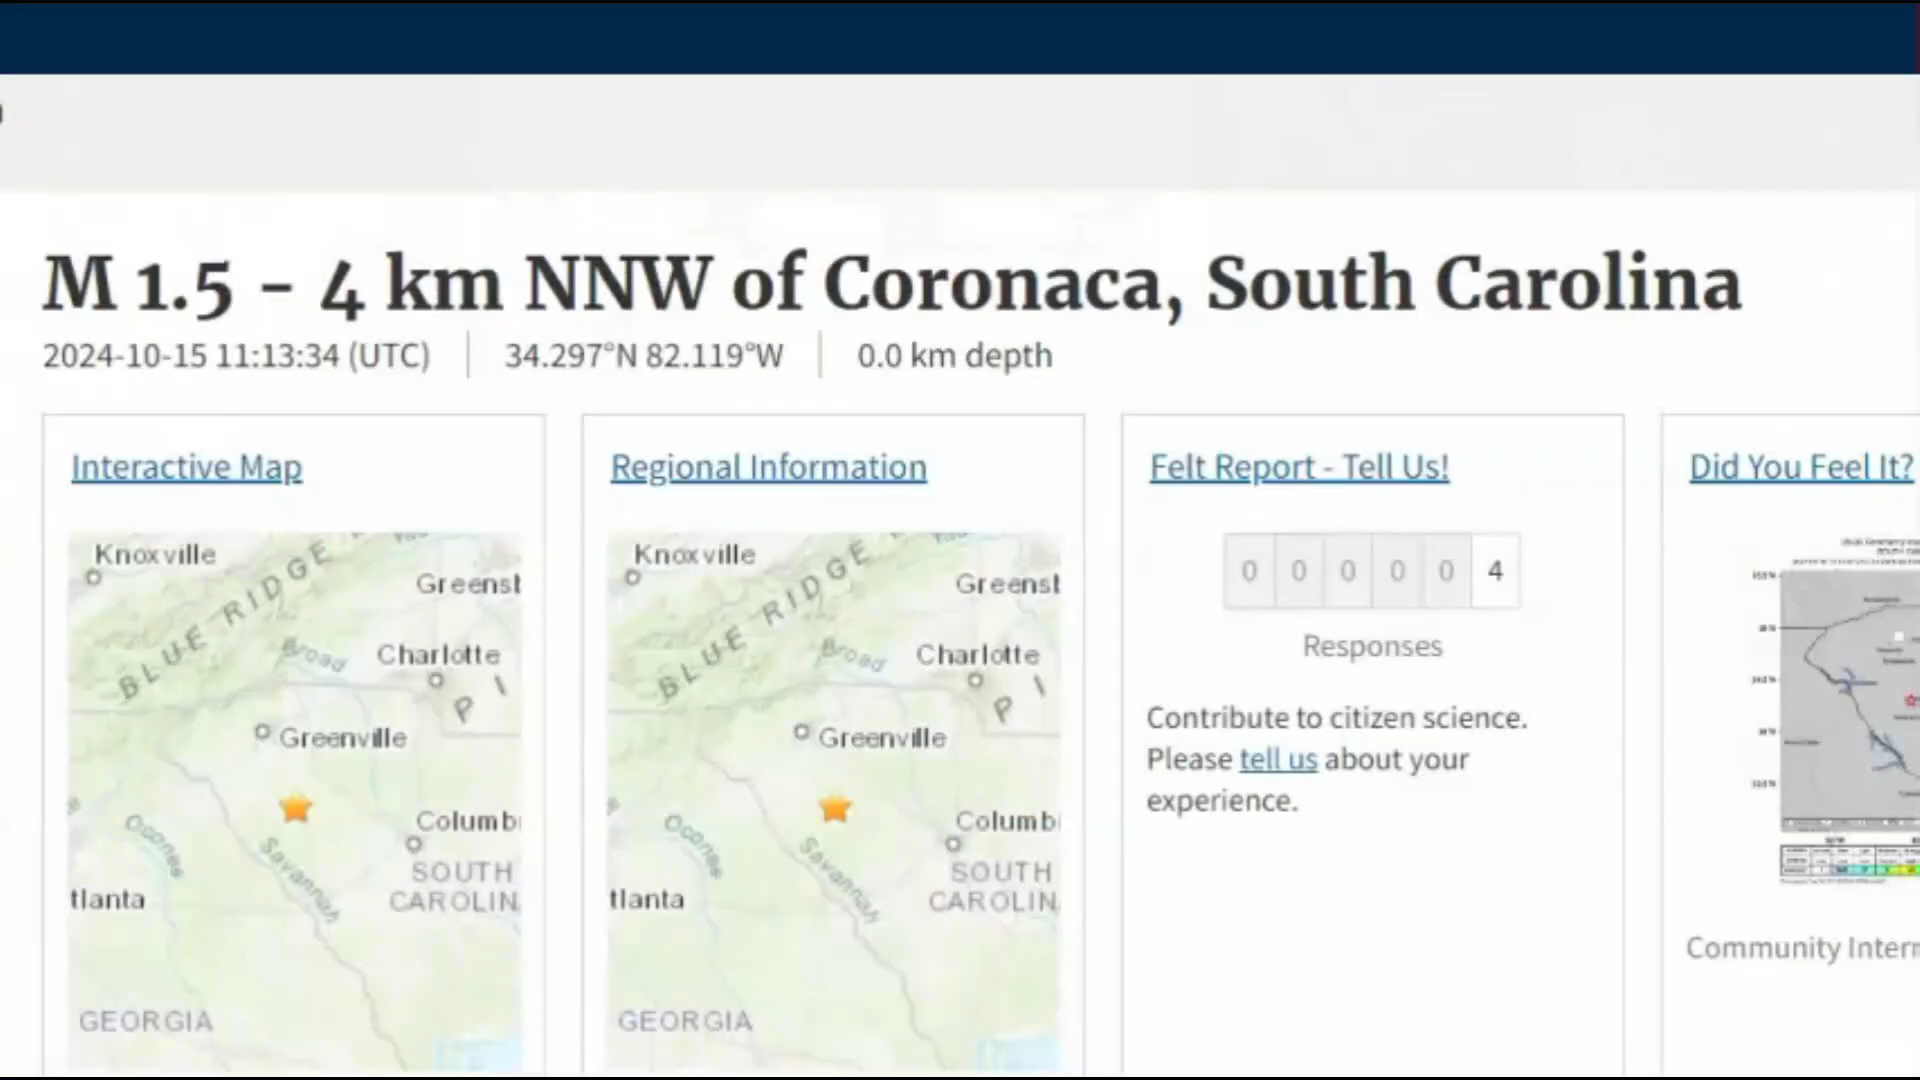 M 1.5 - 4 km NNW of Coronaca, South Carolina
2024-10-15 11:13:34 (UTC)
34.297°N 82.119°W
0.0 km depth
Interactive Map
Knoxville
BLUE RIDGE
Greensb
Broad
Charlotte
P I
Greenville
Oconee
Savannah
Columbi
SOUTH
CAROLIN
tlanta
GEORGIA
Regional Information
Knoxville
BLUE RIDGE
Greensb
Broad
Charlotte
P I
Greenville
Oconee
Savannah
Columbi
SOUTH
CAROLIN
tlanta
GEORGIA
Felt Report - Tell Us!
0 0 0 0 0 4
Responses
Contribute to citizen science.
Please tell us about your
experience.
Did You Feel It?
Community Intern